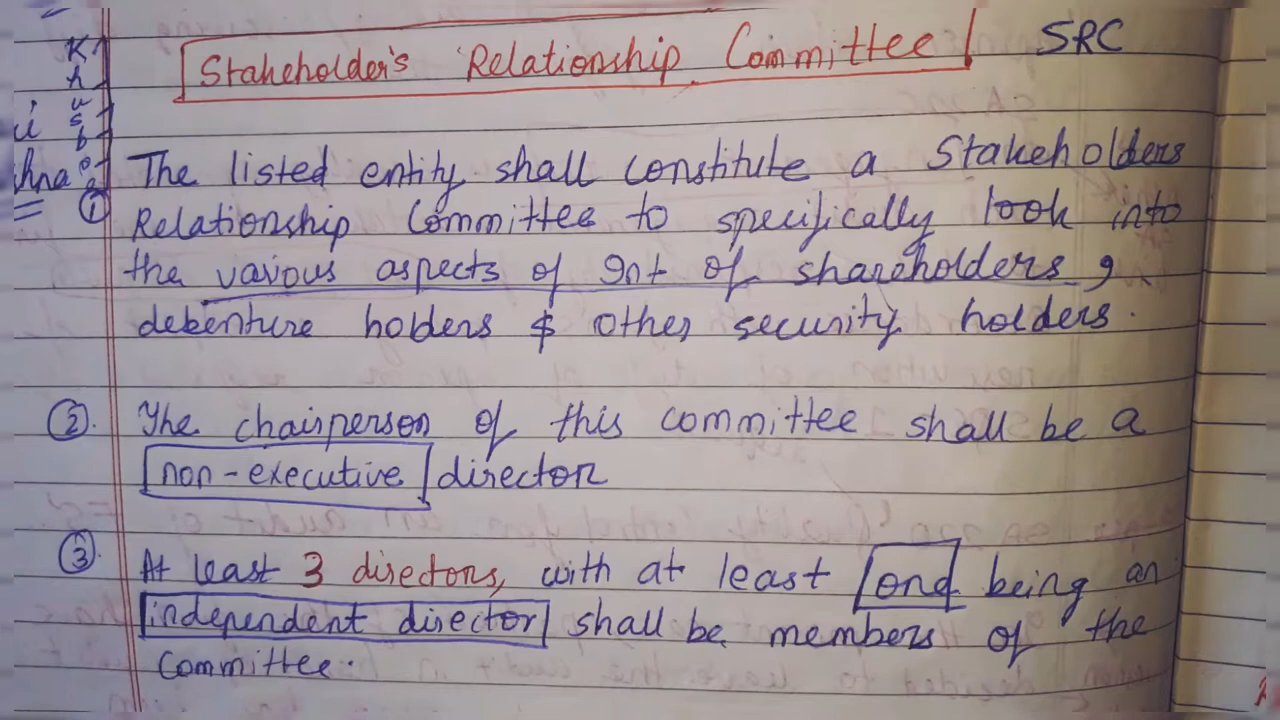 Stakeholder's Relationship Committee SRC
① The listed entity shall constitute a Stakeholders
Relationship Committee to specifically look into
the various aspects of Int of shareholders,
debenture holders & other security holders.
②. The chairperson of this committee shall be a
non-executive director
③. At least 3 directors, with at least one being an
independent director shall be members of the
Committee.